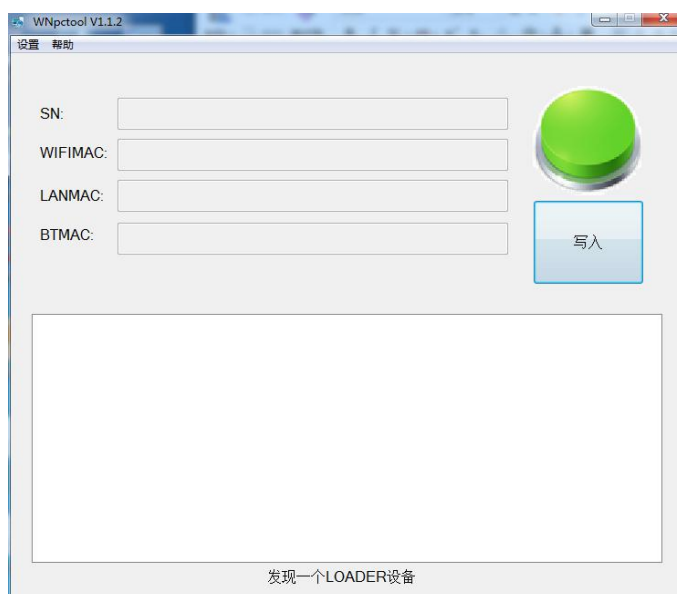 WNpctool V1.1.2
设置 帮助
SN:
WIFIMAC:
LANMAC:
BTMAC:
写入
发现一个LOADER设备